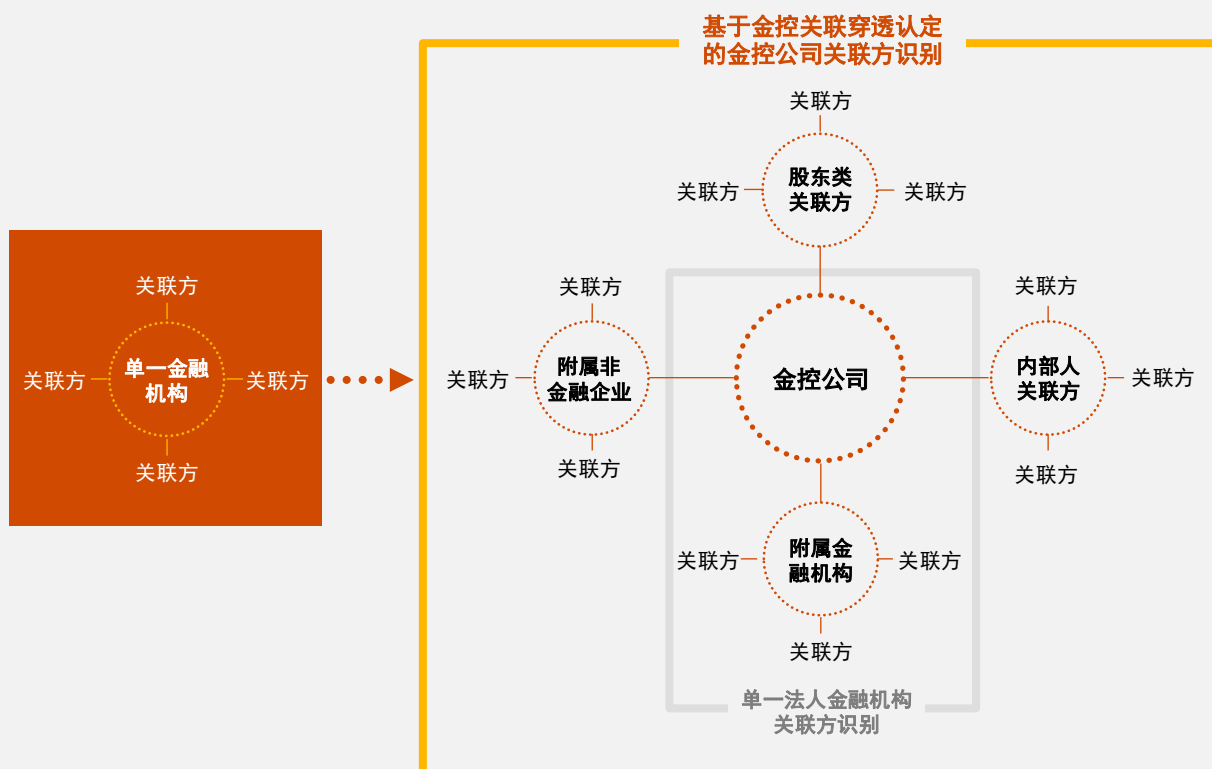 基于金控关联穿透认定
的金控公司关联方识别
关联方
关联方
单一金融
机构
关联方
关联方
关联方
关联方
股东类
关联方
关联方
关联方
附属非
金融企业
关联方
关联方
金控公司
关联方
内部人
关联方
关联方
关联方
关联方
附属金
融机构
关联方
关联方
单一法人金融机构
关联方识别